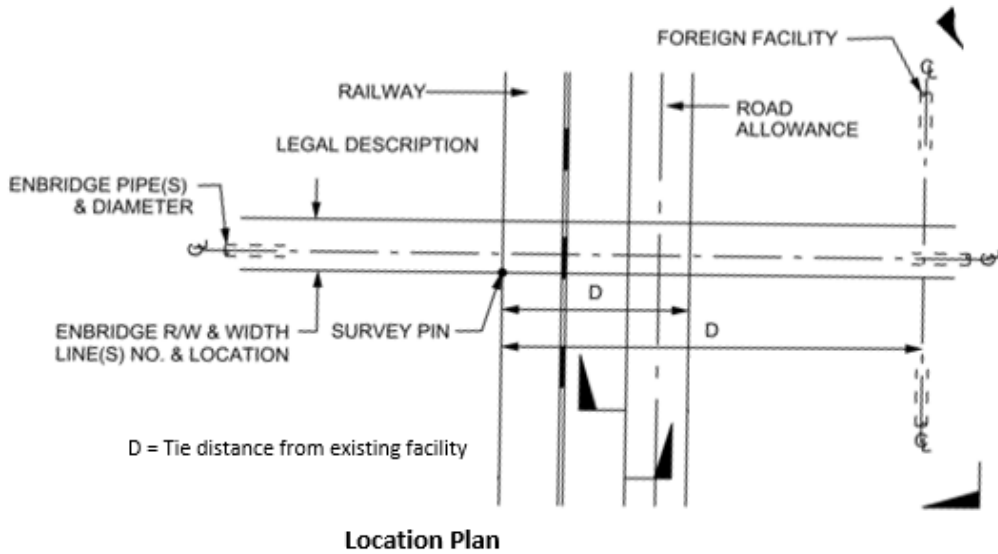 FOREIGN FACILITY
RAILWAY
ROAD
ALLOWANCE
LEGAL DESCRIPTION
ENBRIDGE PIPE(S)
& DIAMETER
D
ENBRIDGE R/W & WIDTH
LINE(S) NO. & LOCATION
SURVEY PIN
D
D = Tie distance from existing facility
Location Plan